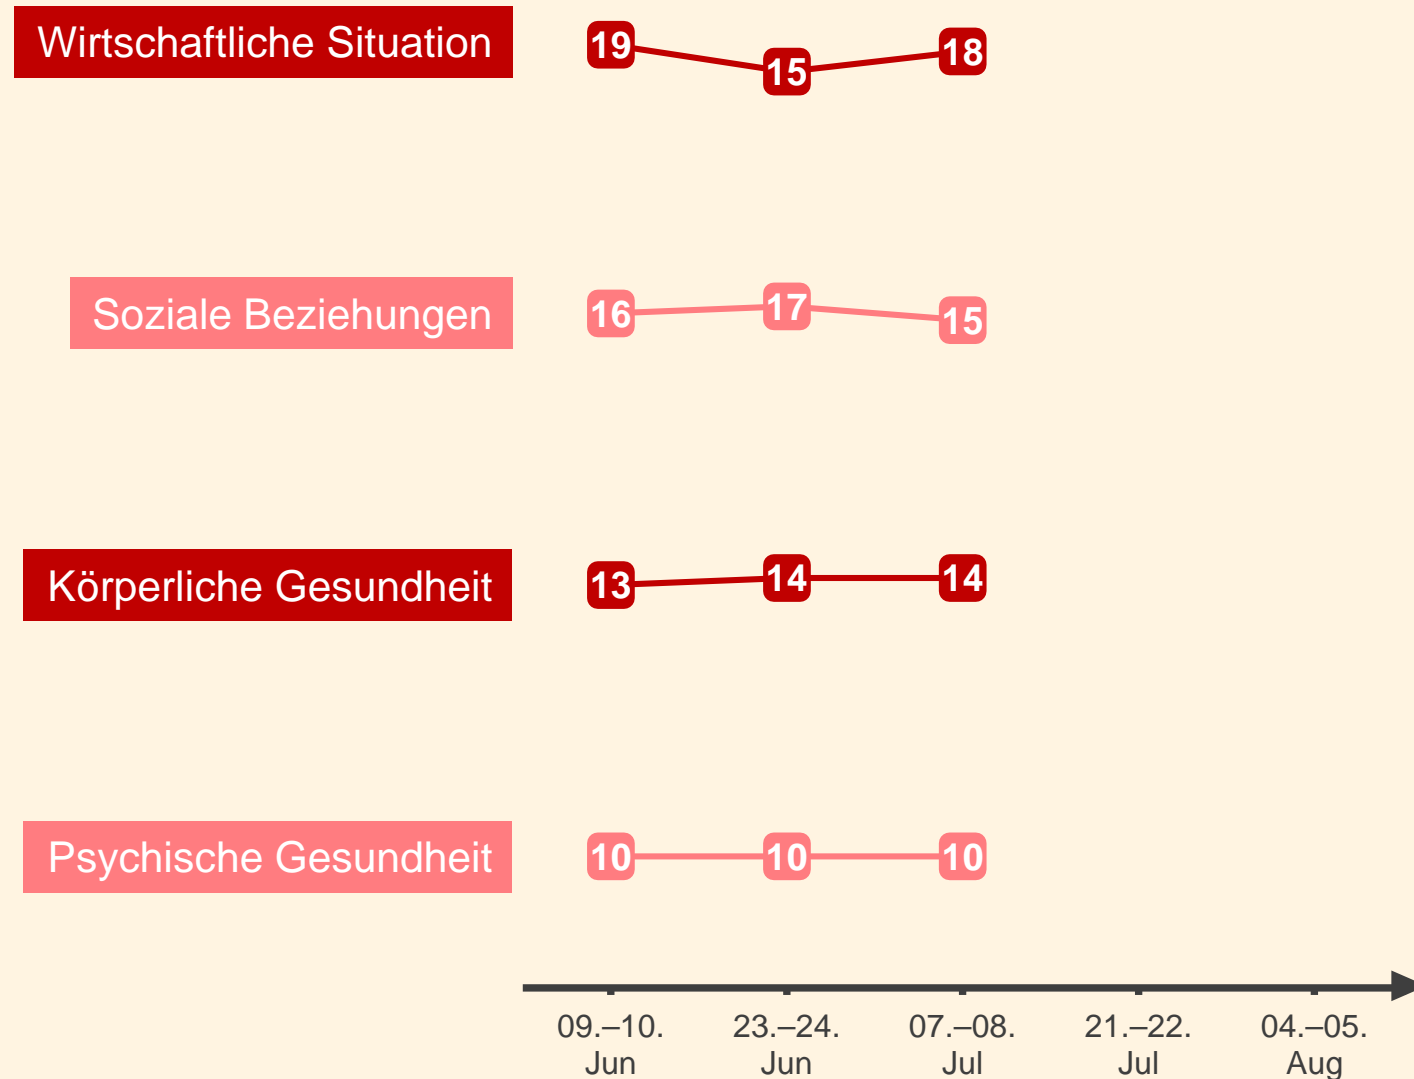 Wirtschaftliche Situation 19 15 18
Soziale Beziehungen 16 17 15
Körperliche Gesundheit 13 14 14
Psychische Gesundheit 10 10 10
09.–10. 23.–24. 07.–08. 21.–22. 04.–05.
Jun Jun Jul Jul Aug